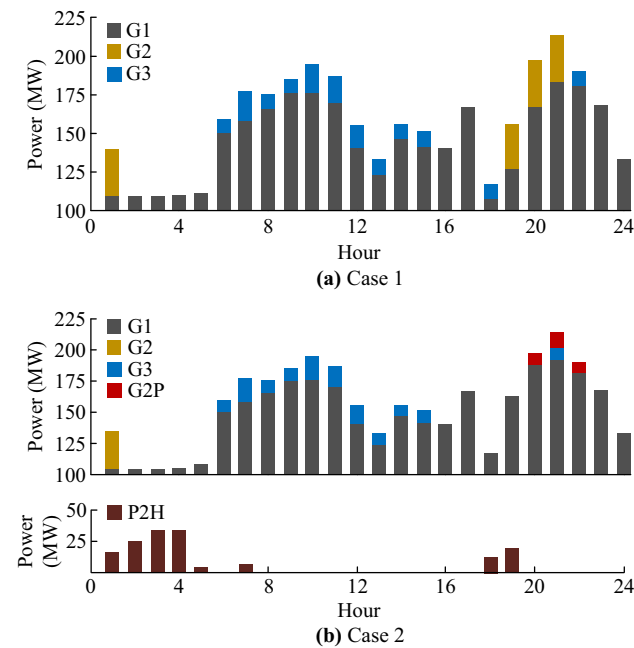 225
200
175
150
125
100
Power (MW)
G1
G2
G3
0 4 8 12 16 20 24
Hour
(a) Case 1
225
200
175
150
125
100
Power (MW)
G1
G2
G3
G2P
50
25
Power
(MW)
P2H
0 4 8 12 16 20 24
Hour
(b) Case 2